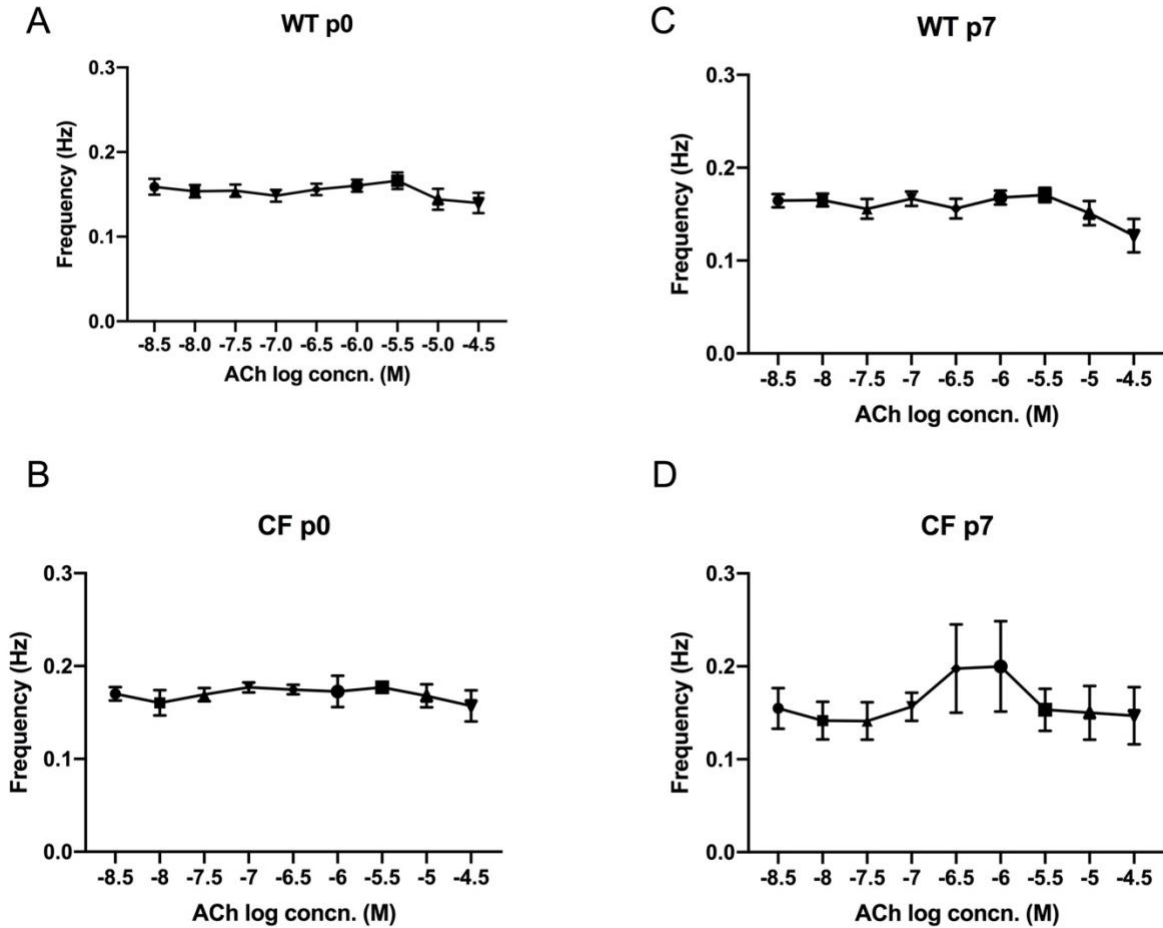 A
WT p0
Frequency (Hz)
0.3
0.2
0.1
0.0
-8.5 -8.0 -7.5 -7.0 -6.5 -6.0 -5.5 -5.0 -4.5
ACh log concn. (M)
B
CF p0
Frequency (Hz)
0.3
0.2
0.1
0.0
-8.5 -8 -7.5 -7 -6.5 -6 -5.5 -5 -4.5
ACh log concn. (M)
C
WT p7
Frequency (Hz)
0.3
0.2
0.1
0.0
-8.5 -8 -7.5 -7 -6.5 -6 -5.5 -5 -4.5
ACh log concn. (M)
D
CF p7
Frequency (Hz)
0.3
0.2
0.1
0.0
-8.5 -8 -7.5 -7 -6.5 -6 -5.5 -5 -4.5
ACh log concn. (M)